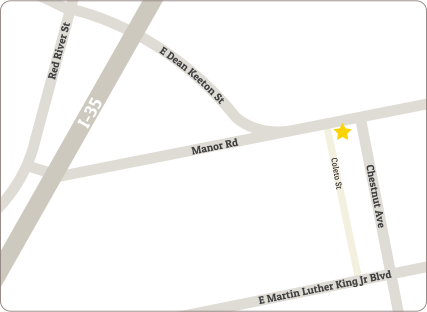 Red River St
E Dean Keeton St
I-35
Manor Rd
Coleto St
Chestnut Ave
E Martin Luther King Jr Blvd